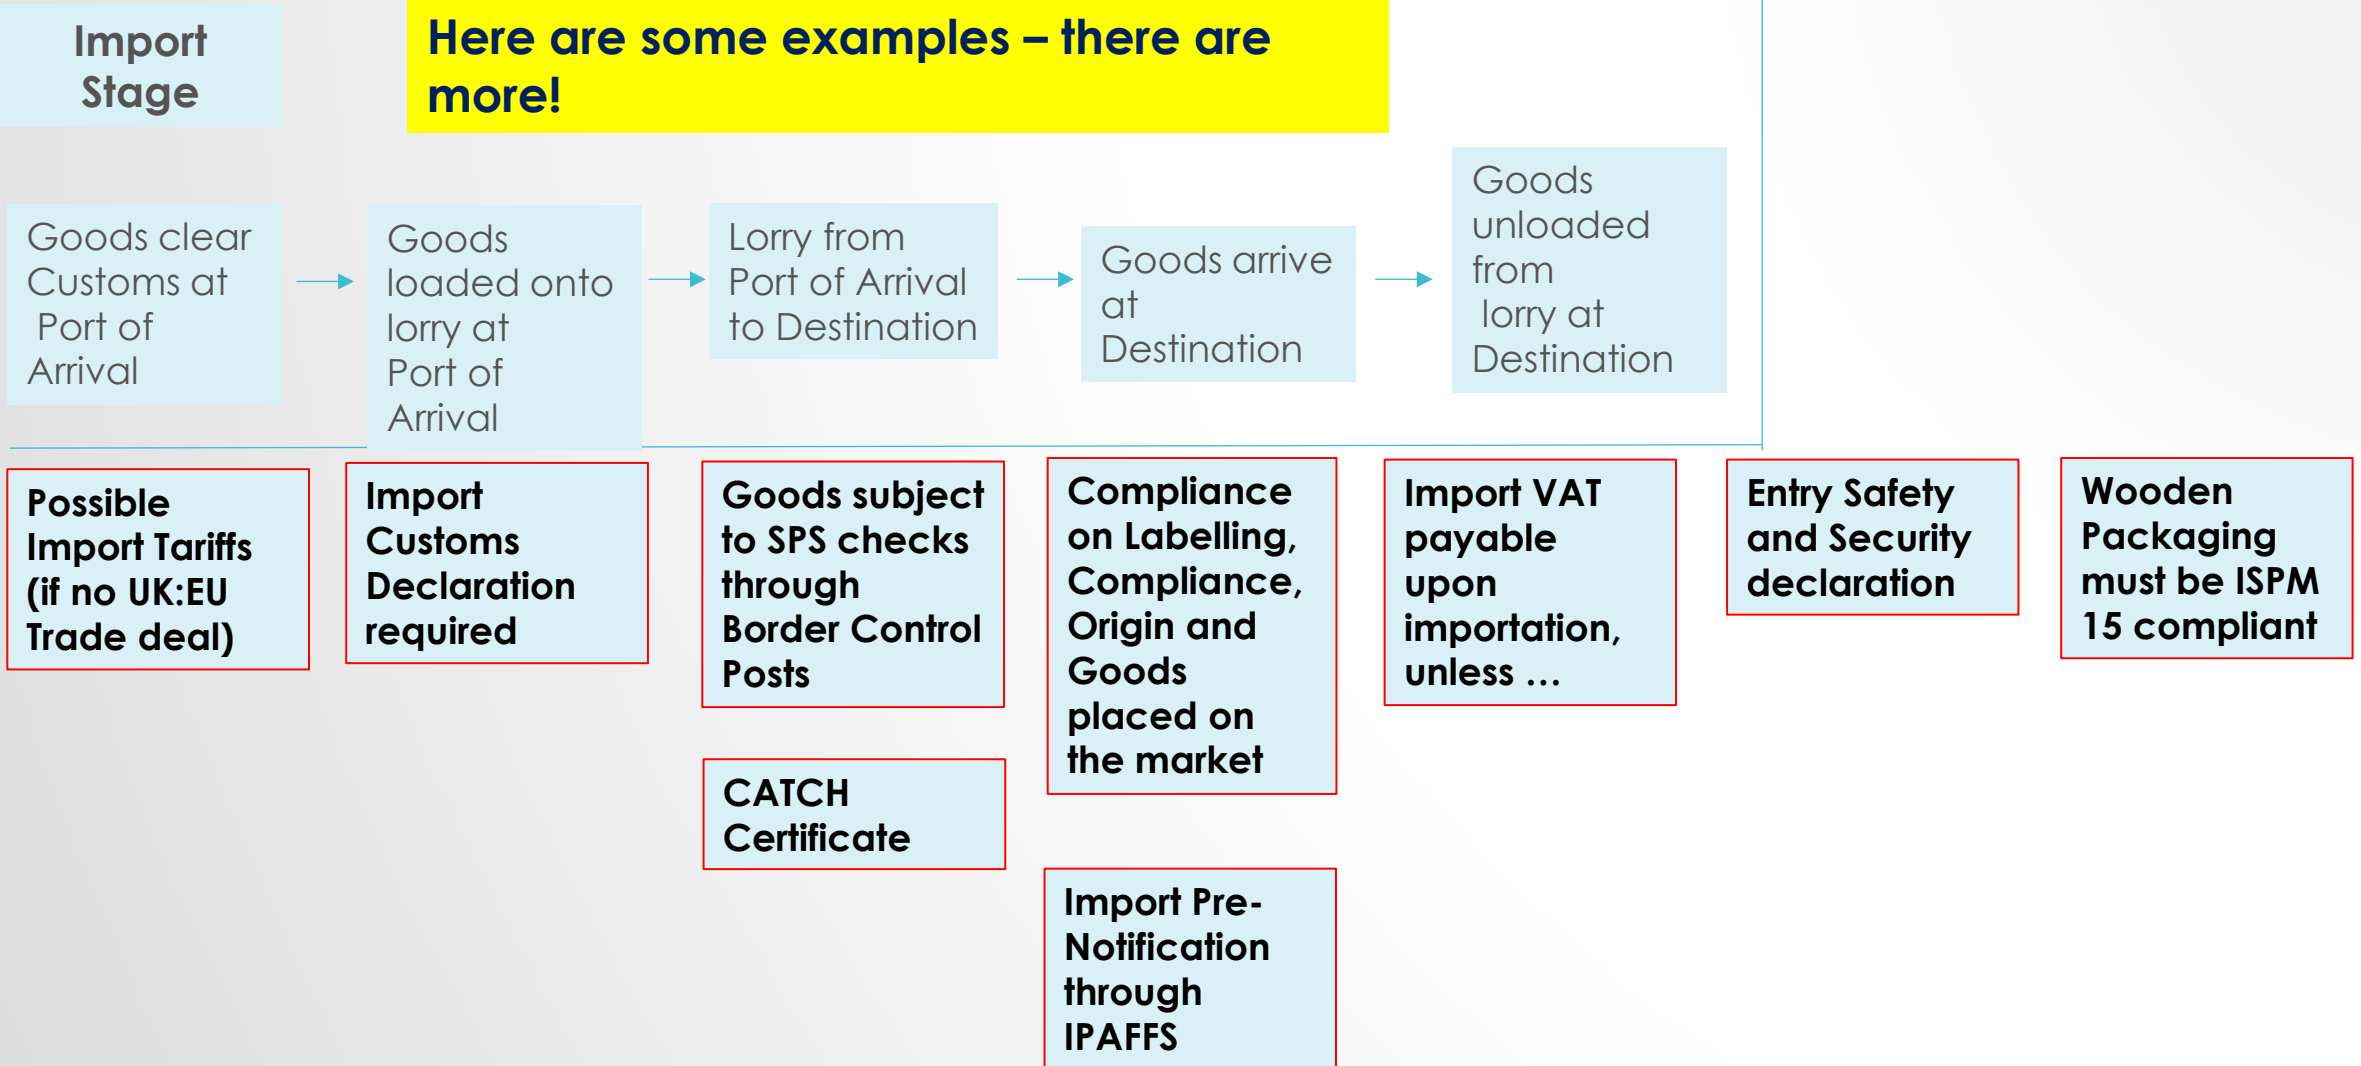 Import
Stage
Here are some examples – there are
more!
Goods clear
Customs at
Port of
Arrival
Goods
loaded onto
lorry at
Port of
Arrival
Lorry from
Port of Arrival
to Destination
Goods arrive
at
Destination
Goods
unloaded
from
lorry at
Destination
Possible
Import Tariffs
(if no UK:EU
Trade deal)
Import
Customs
Declaration
required
Goods subject
to SPS checks
through
Border Control
Posts
Compliance
on Labelling,
Compliance,
Origin and
Goods
placed on
the market
Import VAT
payable
upon
importation,
unless …
Entry Safety
and Security
declaration
Wooden
Packaging
must be ISPM
15 compliant
CATCH
Certificate
Import Pre-
Notification
through
IPAFFS